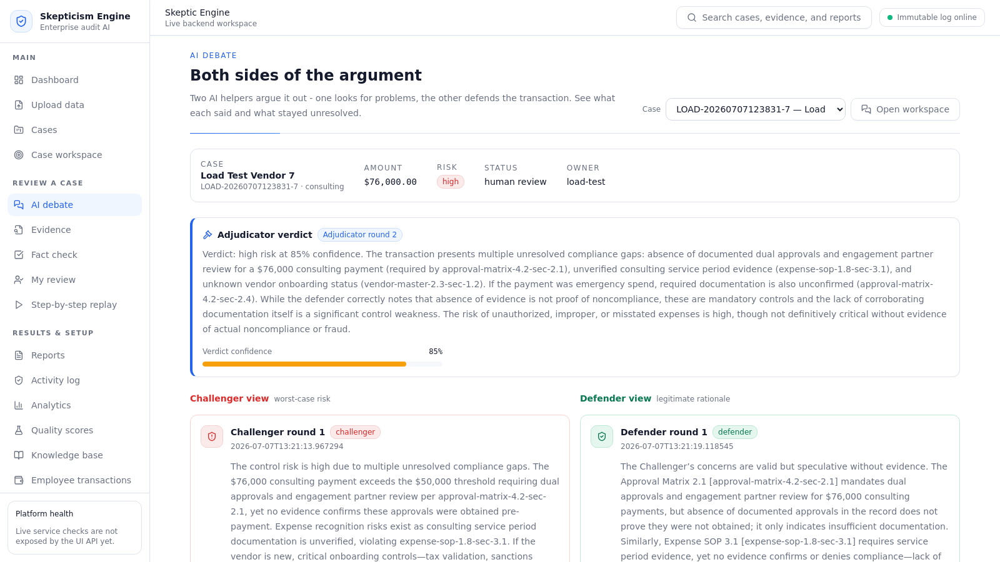 Skepticism Engine
Enterprise audit AI
MAIN
Dashboard
Upload data
Cases
Case workspace
REVIEW A CASE
AI debate
Evidence
Fact check
My review
Step-by-step replay
RESULTS & SETUP
Reports
Activity log
Analytics
Quality scores
Knowledge base
Employee transactions
Platform health
Live service checks are not
exposed by the UI API yet.
Skeptic Engine
Live backend workspace
Search cases, evidence, and reports
Immutable log online
AI DEBATE
Both sides of the argument
Two AI helpers argue it out - one looks for problems, the other defends the transaction. See what
each said and what stayed unresolved.
Case
LOAD-20260707123831-7 — Load
Open workspace
CASE
Load Test Vendor 7
LOAD-20260707123831-7 · consulting
AMOUNT
$76,000.00
RISK
high
STATUS
human review
OWNER
load-test
Adjudicator verdict
Adjudicator round 2
Verdict: high risk at 85% confidence. The transaction presents multiple unresolved compliance gaps: absence of documented dual approvals and engagement partner
review for a $76,000 consulting payment (required by approval-matrix-4.2-sec-2.1), unverified consulting service period evidence (expense-sop-1.8-sec-3.1), and
unknown vendor onboarding status (vendor-master-2.3-sec-1.2). If the payment was emergency spend, required documentation is also unconfirmed (approval-matrix-
4.2-sec-2.4). While the defender correctly notes that absence of evidence is not proof of noncompliance, these are mandatory controls and the lack of corroborating
documentation itself is a significant control weakness. The risk of unauthorized, improper, or misstated expenses is high, though not definitively critical without evidence
of actual noncompliance or fraud.
Verdict confidence
85%
Challenger view worst-case risk
Challenger round 1
challenger
2026-07-07T13:21:13.967294
The control risk is high due to multiple unresolved compliance gaps. The
$76,000 consulting payment exceeds the $50,000 threshold requiring dual
approvals and engagement partner review per approval-matrix-4.2-sec-
2.1, yet no evidence confirms these approvals were obtained pre-
payment. Expense recognition risks exist as consulting service period
documentation is unverified, violating expense-sop-1.8-sec-3.1. If the
vendor is new, critical onboarding controls—tax validation, sanctions
Defender view legitimate rationale
Defender round 1
defender
2026-07-07T13:21:19.118545
The Challenger’s concerns are valid but speculative without evidence. The
Approval Matrix 2.1 [approval-matrix-4.2-sec-2.1] mandates dual
approvals and engagement partner review for $76,000 consulting
payments, but absence of documented approvals in the record does not
prove they were not obtained; it only indicates insufficient documentation.
Similarly, Expense SOP 3.1 [expense-sop-1.8-sec-3.1] requires service
period evidence, yet no evidence confirms or denies compliance—lack of